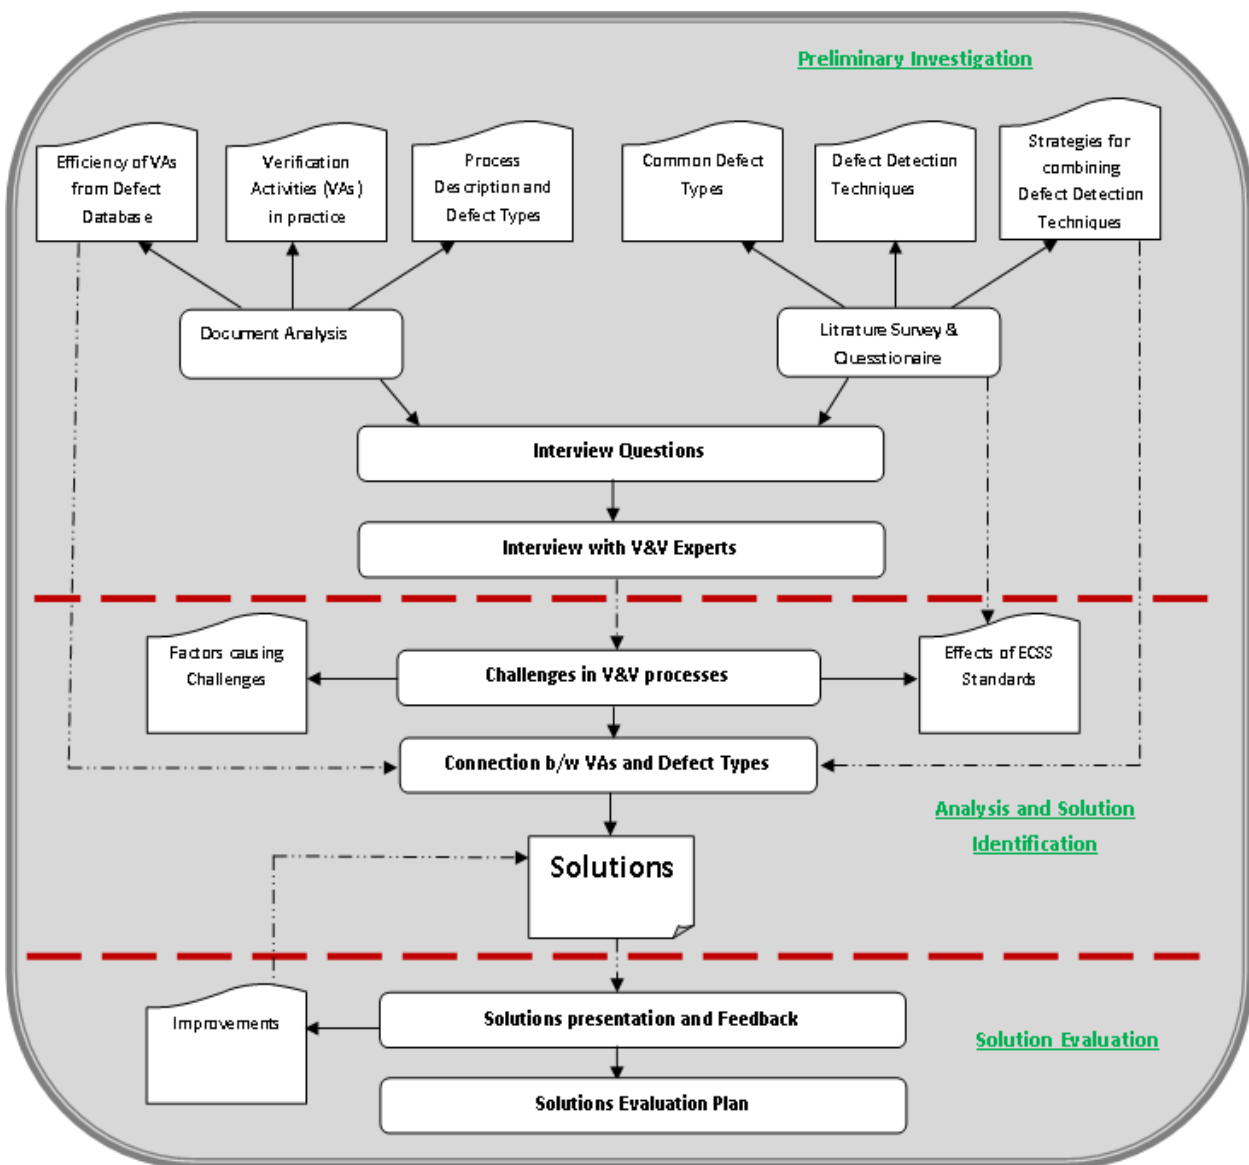 Preliminary Investigation
Efficiency of VAs
from Defect
Database
Verification
Activities (VAs)
in practice
Process
Description and
Defect Types
Common Defect
Types
Defect Detection
Techniques
Strategies for
combining
Defect Detection
Techniques
Document Analysis
Litrature Survey &
Quesstionaire
Interview Questions
Interview with V&V Experts
Factors causing
Challenges
Challenges in V&V processes
Effects of ECSS
Standards
Connection b/w VAs and Defect Types
Analysis and Solution
Identification
Solutions
Improvements
Solutions presentation and Feedback
Solution Evaluation
Solutions Evaluation Plan